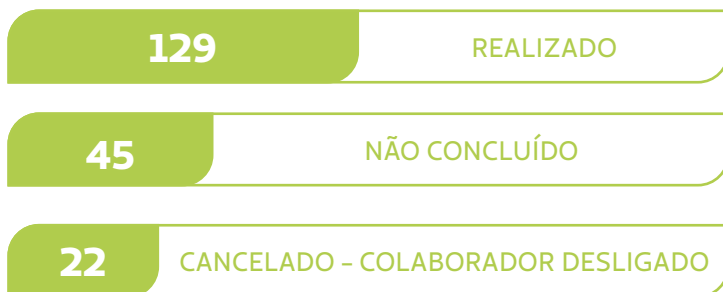 129 REALIZADO
45 NÃO CONCLUÍDO
22 CANCELADO – COLABORADOR DESLIGADO